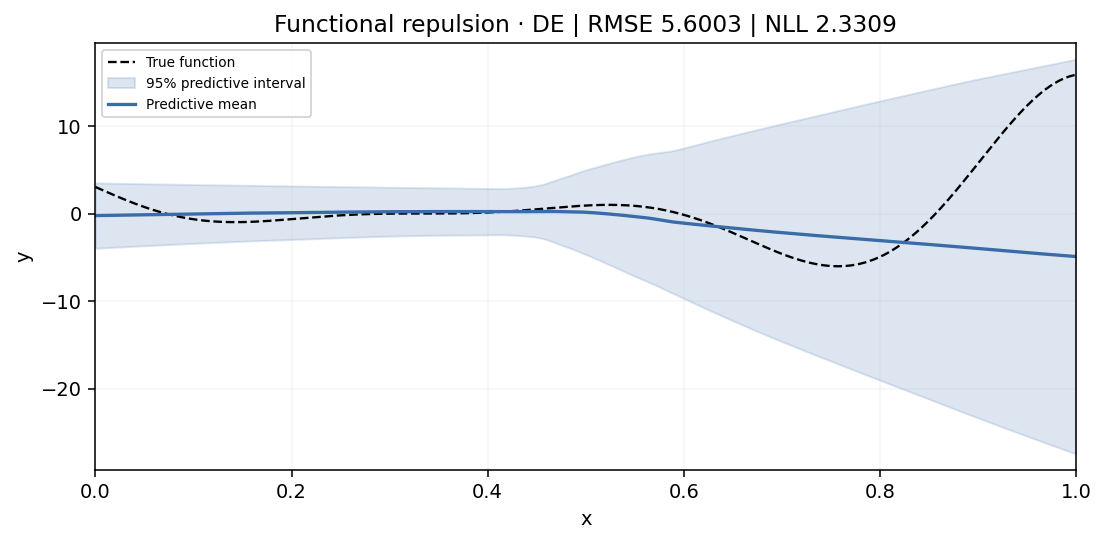 Functional repulsion · DE | RMSE 5.6003 | NLL 2.3309
True function
95% predictive interval
Predictive mean
10
0
−10
−20
y
0.0 0.2 0.4 0.6 0.8 1.0
x